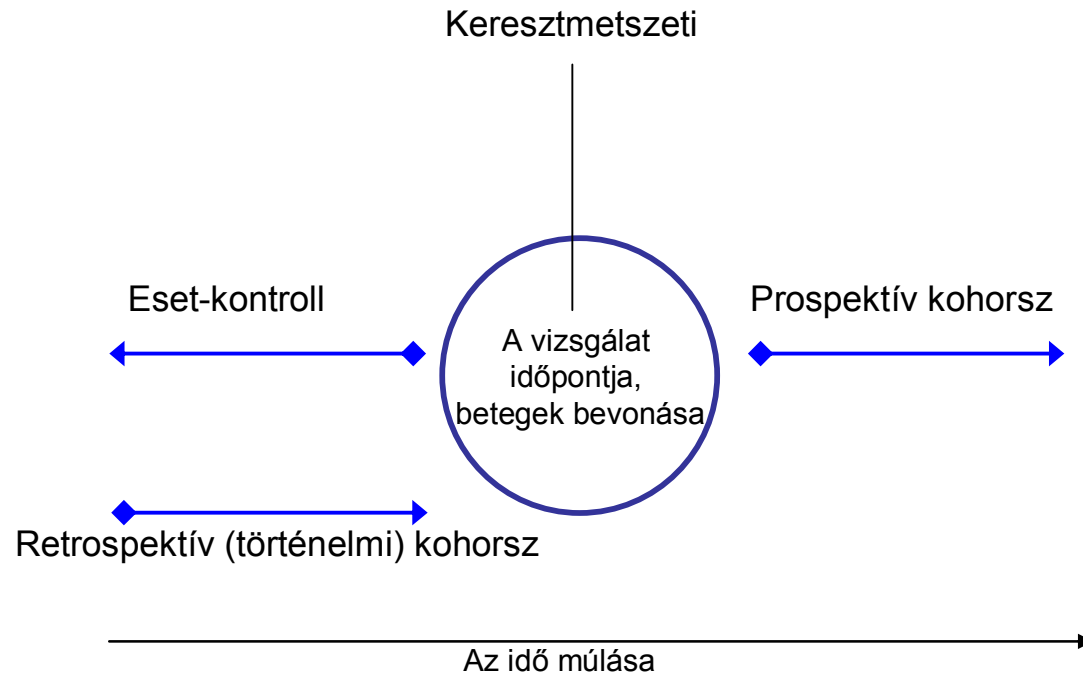 Keresztmetszeti
Eset-kontroll
Prospektív kohorsz
A vizsgálat
időpontja,
betegek bevonása
Retrospektív (történelmi) kohorsz
Az idő múlása